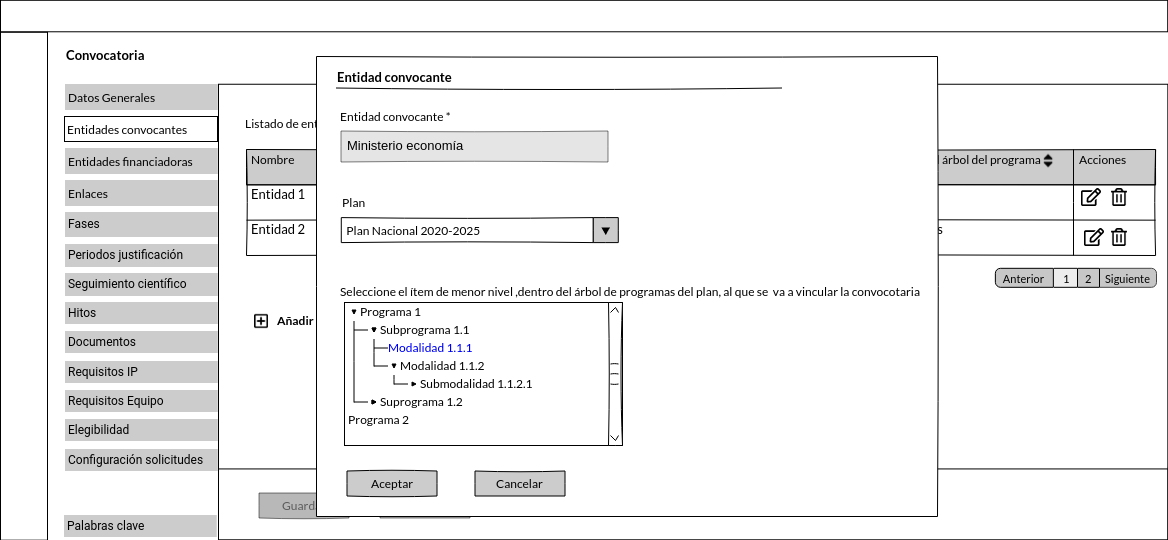 Convocatoria
Datos Generales
Entidades convocantes
Entidades financiadoras
Enlaces
Fases
Periodos justificación
Seguimiento científico
Hitos
Documentos
Requisitos IP
Requisitos Equipo
Elegibilidad
Configuración solicitudes
Palabras clave
Listado de ent
Nombre
árbol del programa
Acciones
Entidad 1
Entidad 2
s
Anterior 1 2 Siguiente
Añadir
Guard
Entidad convocante
Entidad convocante *
Ministerio economía
Plan
Plan Nacional 2020-2025
Seleccione el ítem de menor nivel ,dentro del árbol de programas del plan, al que se va a vincular la convocotaria
Programa 1
Subprograma 1.1
Modalidad 1.1.1
Modalidad 1.1.2
Submodalidad 1.1.2.1
Suprograma 1.2
Programa 2
Aceptar
Cancelar